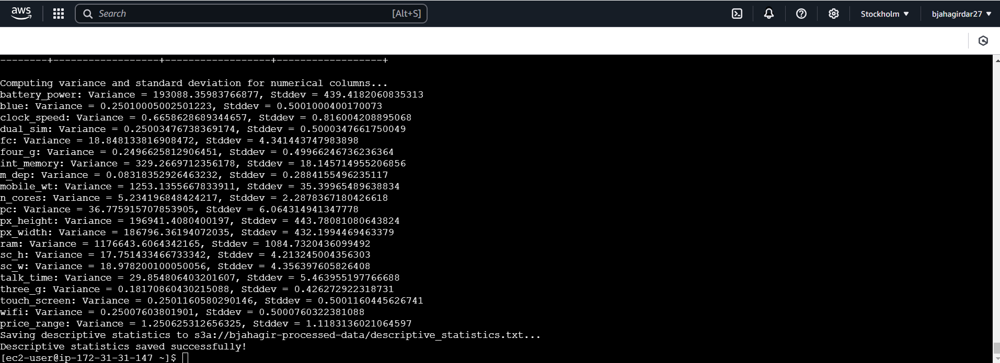 aws
Search [Alt+S]
Stockholm
bjahagirdar27
--------+------------------+------------------+------------------+
Computing variance and standard deviation for numerical columns...
battery_power: Variance = 193088.35983766877, Stddev = 439.4182060835313
blue: Variance = 0.25010005002501223, Stddev = 0.5001000400170073
clock_speed: Variance = 0.6658628689344657, Stddev = 0.816004208895068
dual_sim: Variance = 0.25003476738369174, Stddev = 0.5000347661750049
fc: Variance = 18.848133816908472, Stddev = 4.341443747983898
four_g: Variance = 0.2496625812906451, Stddev = 0.49966246736236364
int_memory: Variance = 329.2669712356178, Stddev = 18.145714955206856
m_dep: Variance = 0.08318352926463232, Stddev = 0.2884155496235117
mobile_wt: Variance = 1253.1355667833911, Stddev = 35.39965489638834
n_cores: Variance = 5.234196848424217, Stddev = 2.2878367180426618
pc: Variance = 36.775915707853905, Stddev = 6.064314941347778
px_height: Variance = 196941.4080400197, Stddev = 443.78081080643824
px_width: Variance = 186796.36194072035, Stddev = 432.1994469463379
ram: Variance = 1176643.6064342165, Stddev = 1084.7320436099492
sc_h: Variance = 17.751433466733342, Stddev = 4.213245004356303
sc_w: Variance = 18.978200100050056, Stddev = 4.356397605826408
talk_time: Variance = 29.854806403201607, Stddev = 5.463955197766688
three_g: Variance = 0.18170860430215088, Stddev = 0.426272922318731
touch_screen: Variance = 0.2501160580290146, Stddev = 0.5001160445626741
wifi: Variance = 0.25007603801901, Stddev = 0.5000760322381088
price_range: Variance = 1.250625312656325, Stddev = 1.1183136021064597
Saving descriptive statistics to s3a://bjahagir-processed-data/descriptive_statistics.txt...
Descriptive statistics saved successfully!
[ec2-user@ip-172-31-31-147 ~]$